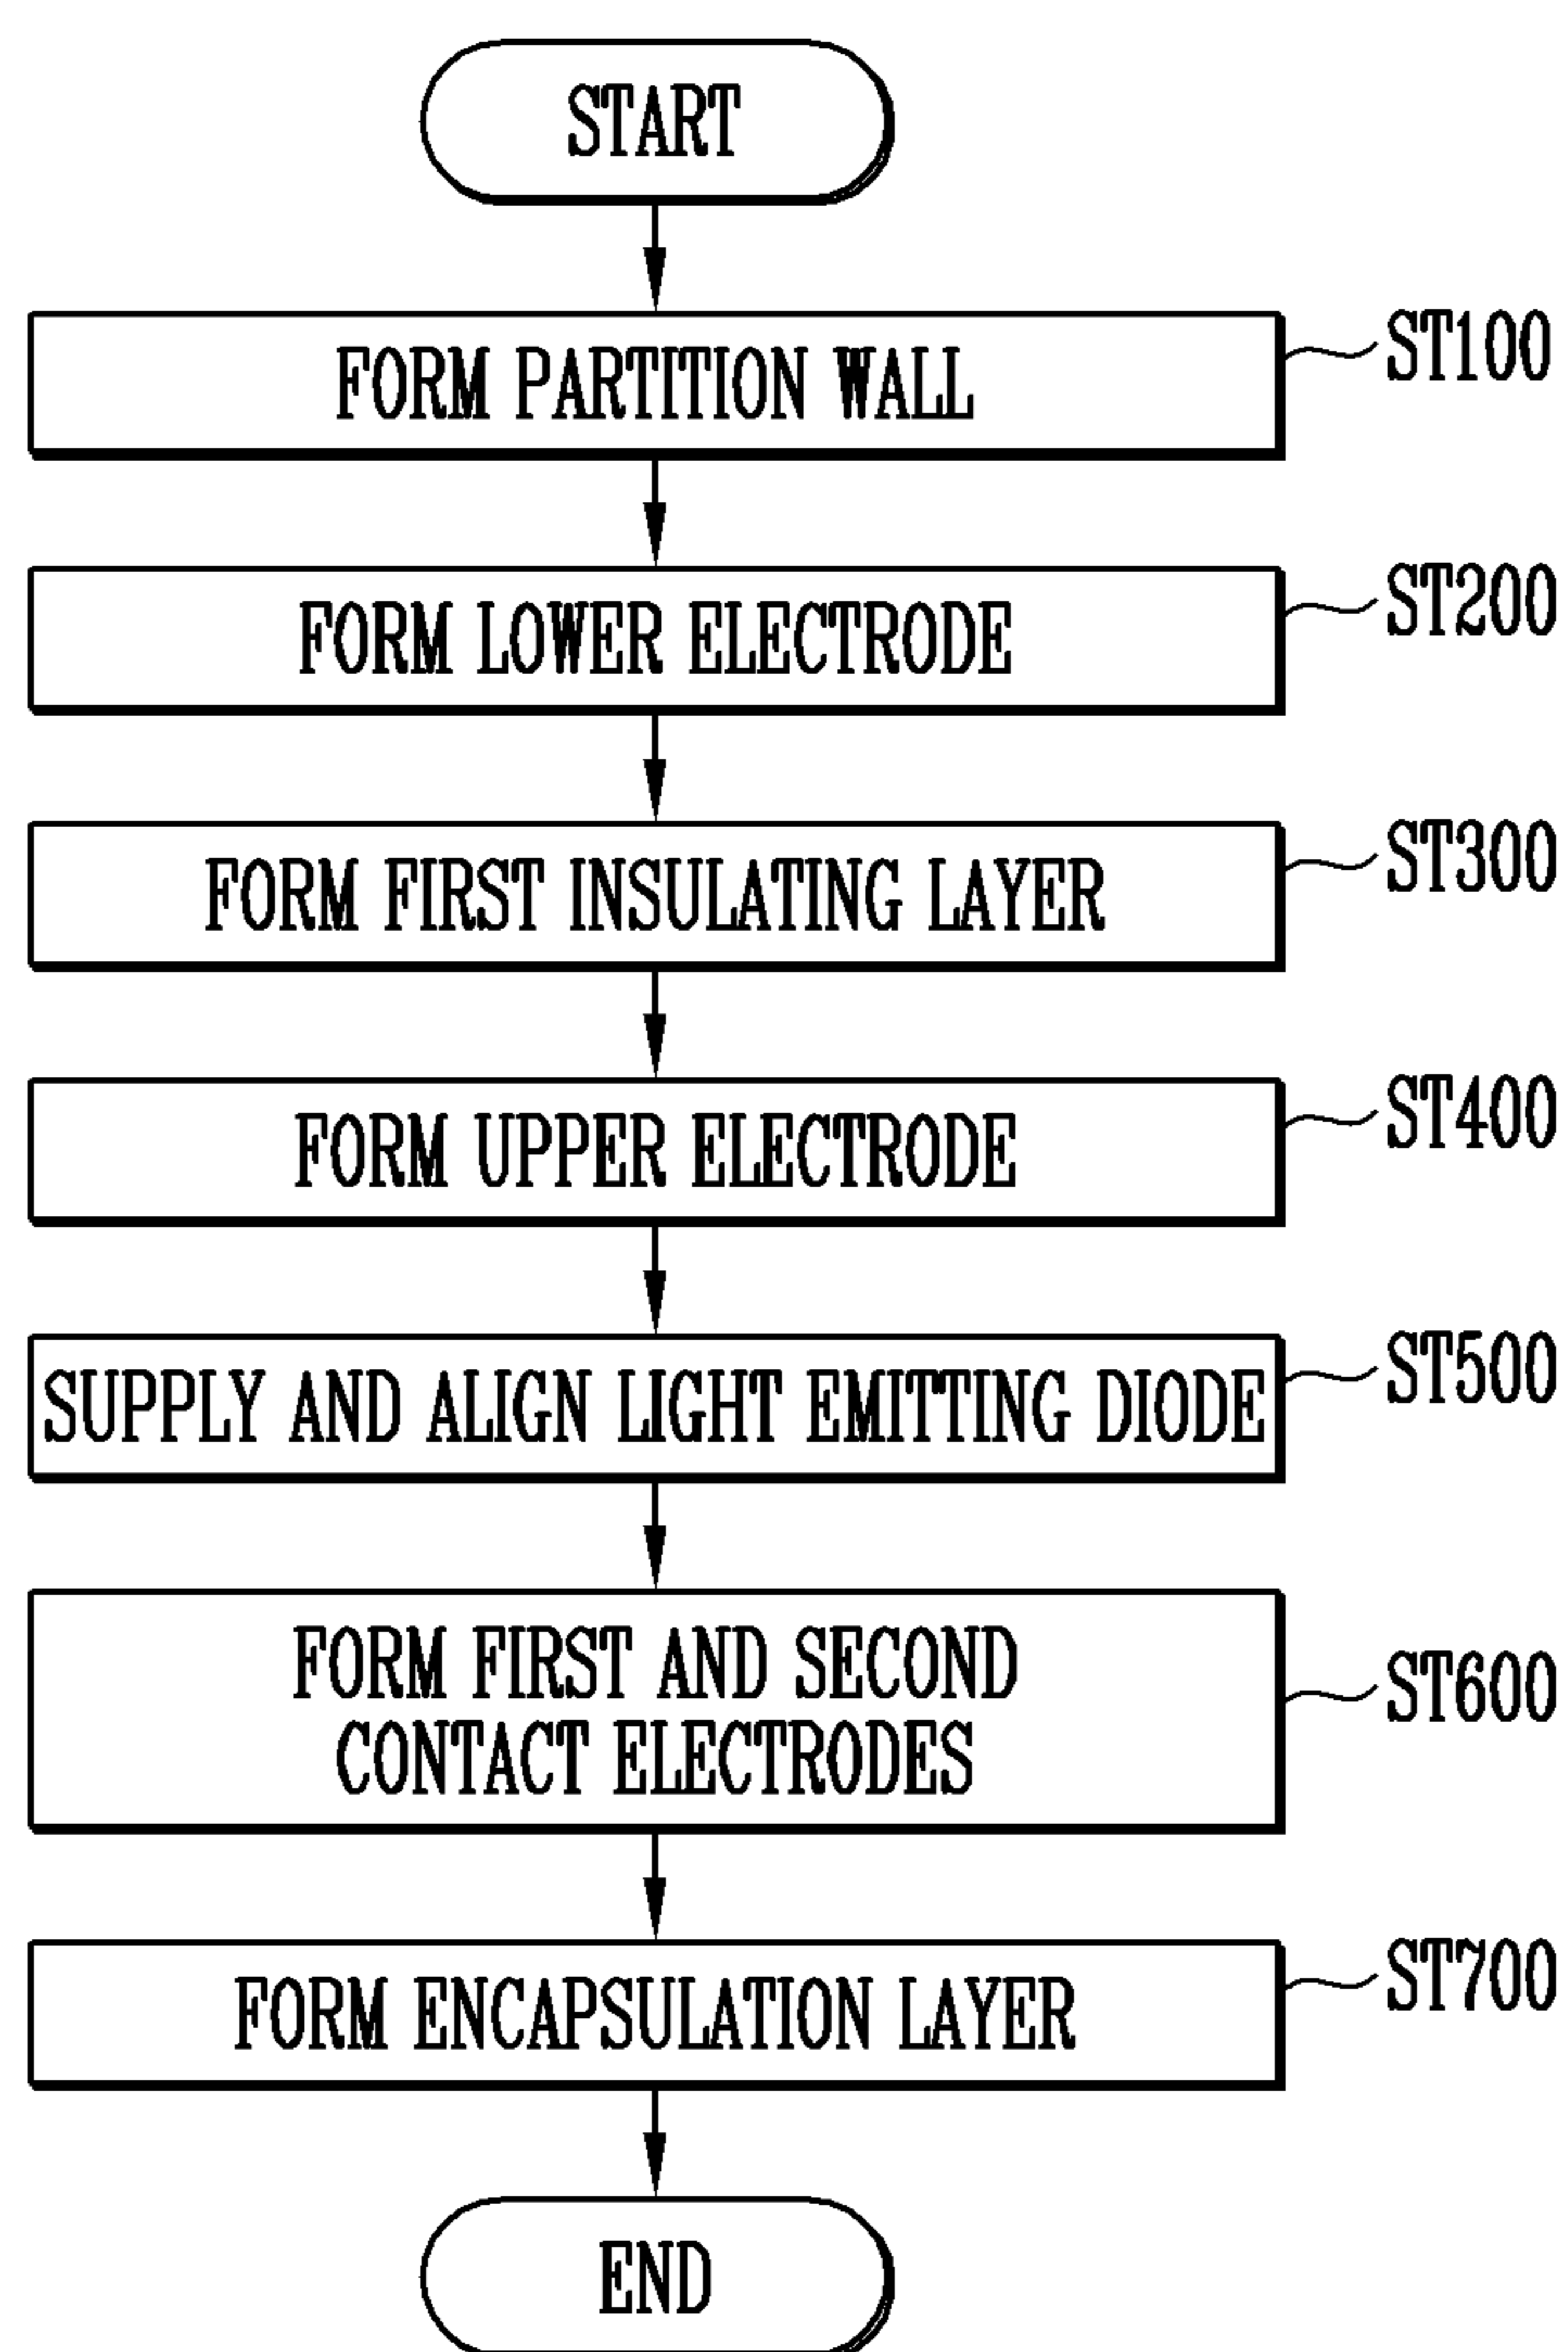 START
FORM PARTITION WALL
ST100
FORM LOWER ELECTRODE
ST200
FORM FIRST INSULATING LAYER
ST300
FORM UPPER ELECTRODE
ST400
SUPPLY AND ALIGN LIGHT EMITTING DIODE
ST500
FORM FIRST AND SECOND
CONTACT ELECTRODES
ST600
FORM ENCAPSULATION LAYER
ST700
END